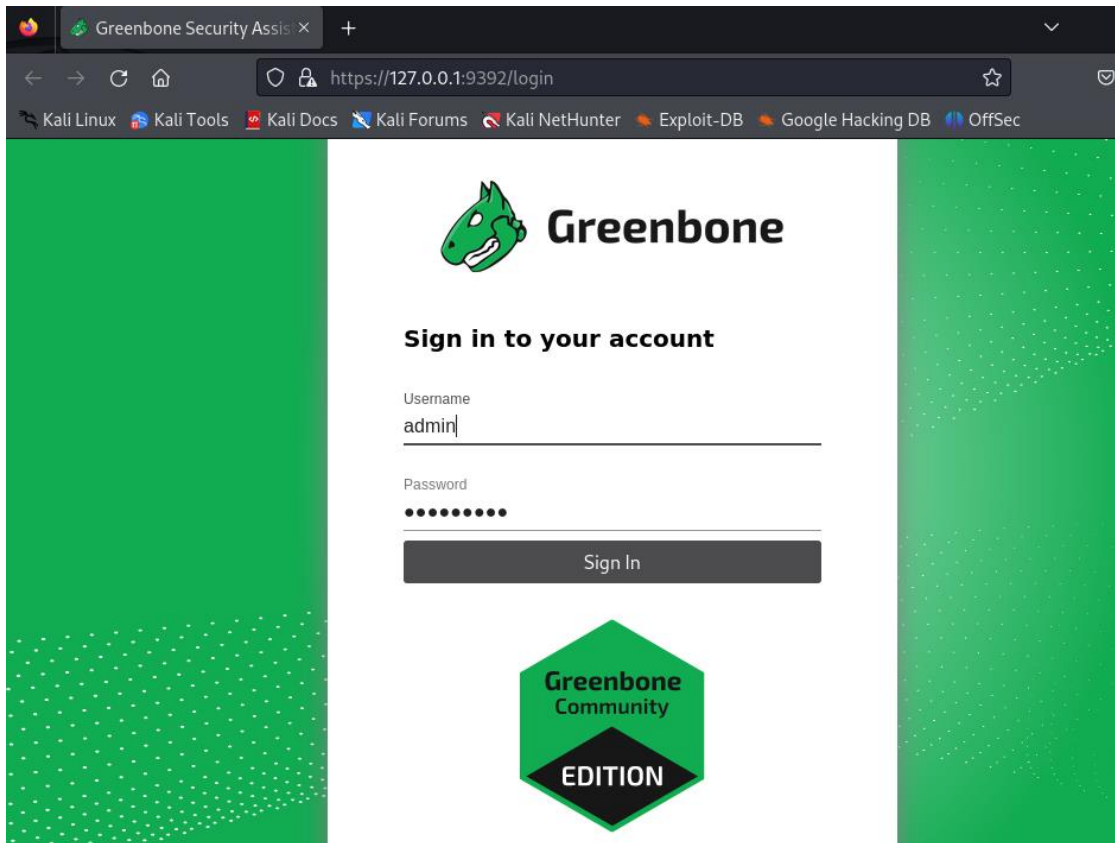 Greenbone Security Assis
https://127.0.0.1:9392/login
Kali Linux Kali Tools Kali Docs Kali Forums Kali NetHunter Exploit-DB Google Hacking DB OffSec
Greenbone
Sign in to your account
Username
admin
Password
•••••••••
Sign In
Greenbone
Community
EDITION